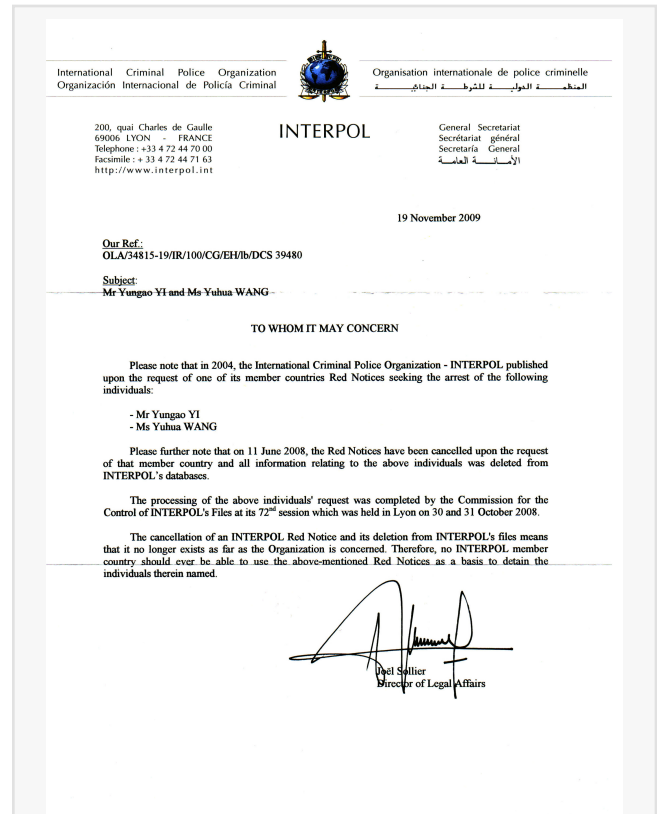 International Criminal Police Organization
Organización Internacional de Policía Criminal
Organisation internationale de police criminelle
المنظمـــة الدوليـــة للشرطـــة الجنائيـــة
200, quai Charles de Gaulle
69006 LYON - FRANCE
Telephone : +33 4 72 44 70 00
Facsimile : + 33 4 72 44 71 63
http://www.interpol.int
INTERPOL
General Secretariat
Secrétariat général
Secretaría General
الأمـــانـــة العامـــة
19 November 2009
Our Ref.:
OLA/34815-19/IR/100/CG/EH/lb/DCS 39480
Subject:
Mr Yungao YI and Ms Yuhua WANG
TO WHOM IT MAY CONCERN
Please note that in 2004, the International Criminal Police Organization - INTERPOL published
upon the request of one of its member countries Red Notices seeking the arrest of the following
individuals:
- Mr Yungao YI
- Ms Yuhua WANG
Please further note that on 11 June 2008, the Red Notices have been cancelled upon the request
of that member country and all information relating to the above individuals was deleted from
INTERPOL's databases.
The processing of the above individuals' request was completed by the Commission for the
Control of INTERPOL's Files at its 72nd session which was held in Lyon on 30 and 31 October 2008.
The cancellation of an INTERPOL Red Notice and its deletion from INTERPOL's files means
that it no longer exists as far as the Organization is concerned. Therefore, no INTERPOL member
country should ever be able to use the above-mentioned Red Notices as a basis to detain the
individuals therein named.
Joël Sollier
Director of Legal Affairs